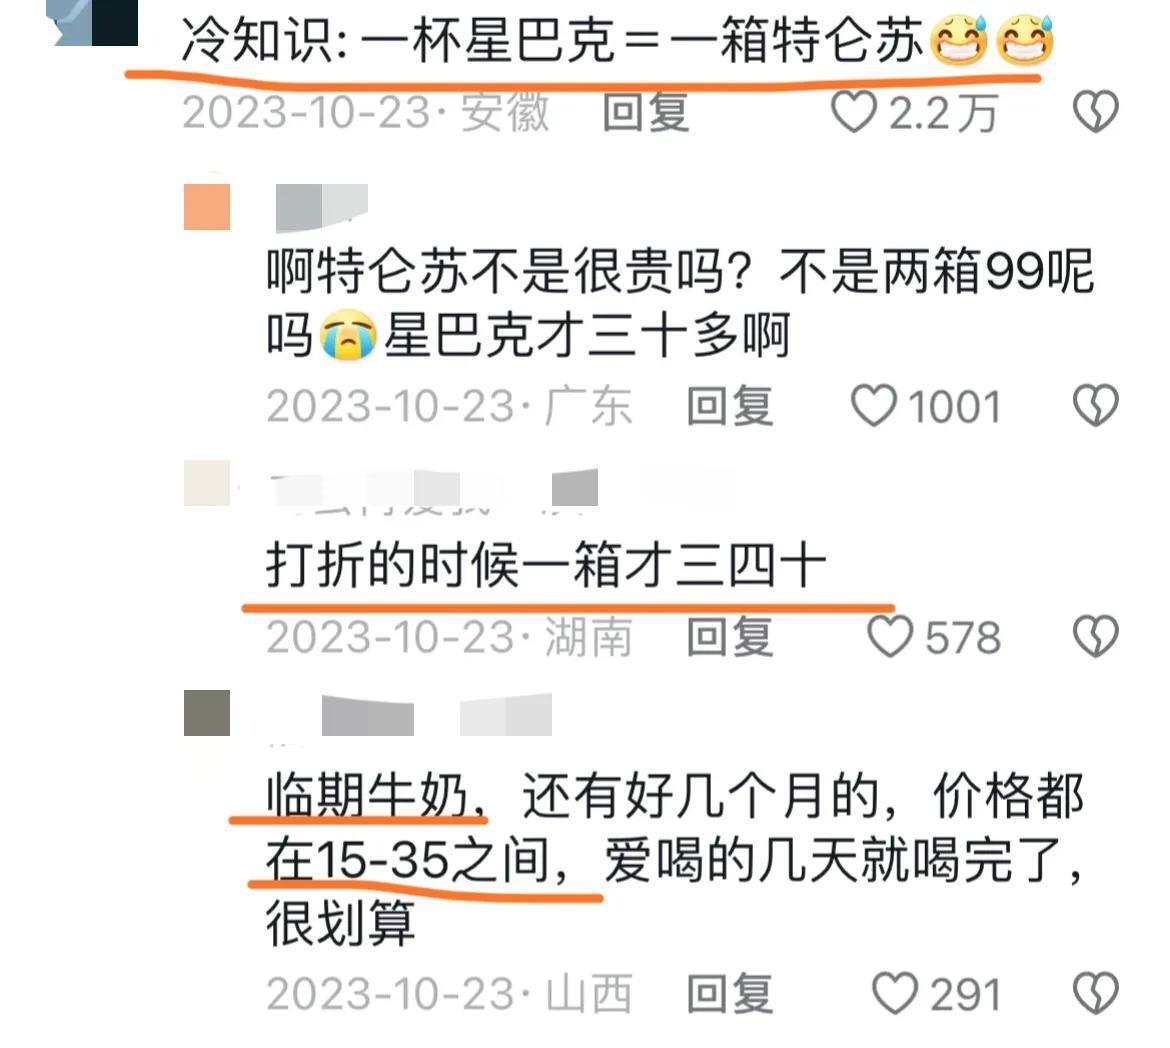 冷知识:一杯星巴克=一箱特仑苏😅😅
2023-10-23·安徽 回复 2.2万
啊特仑苏不是很贵吗？不是两箱99呢
吗😭星巴克才三十多啊
2023-10-23·广东 回复 1001
打折的时候一箱才三四十
2023-10-23·湖南 回复 578
临期牛奶，还有好几个月的，价格都
在15-35之间，爱喝的几天就喝完了，
很划算
2023-10-23·山西 回复 291